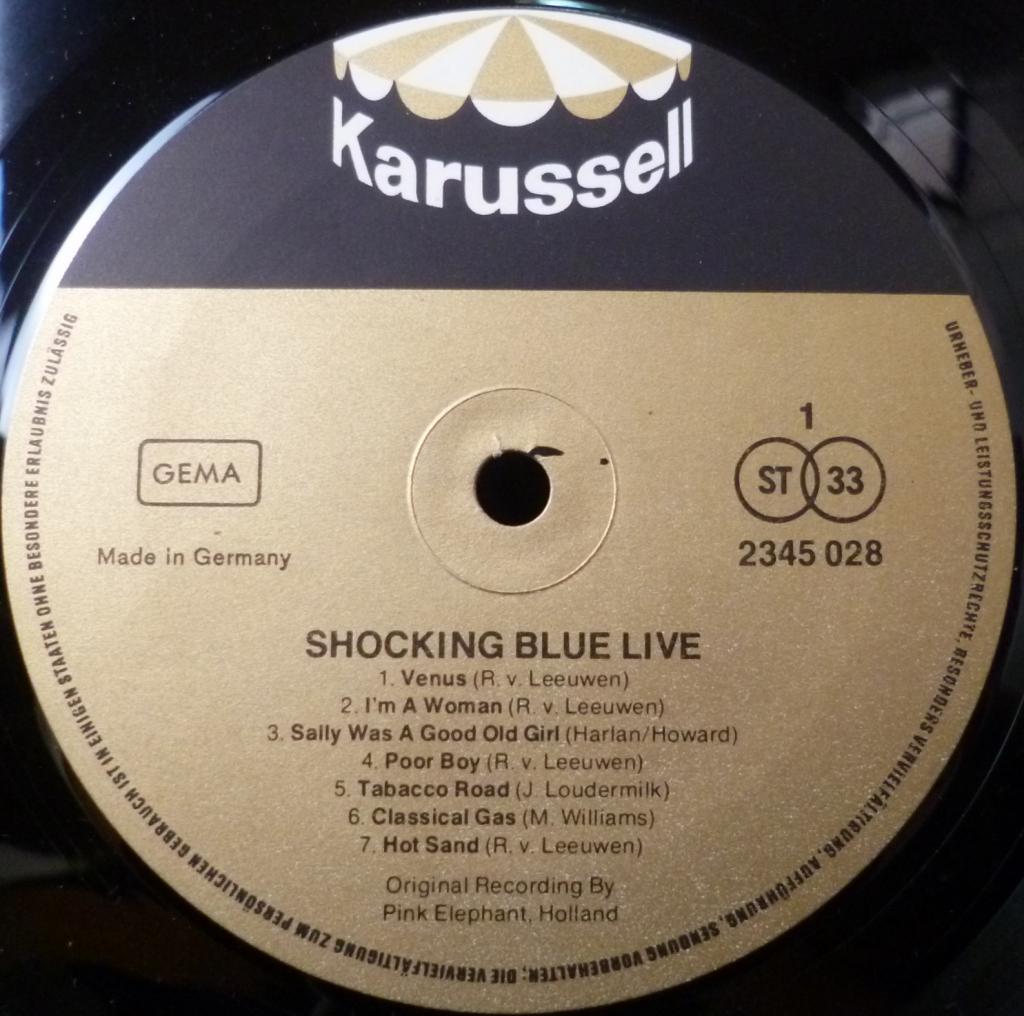 Karussell
URHEBER- UND LEISTUNGSSCHUTZRECHTE, BESONDERS VERVIELFÄLTIGUNG, AUFFÜHRUNG, SENDUNG VORBEHALTEN; DIE VERVIELFÄLTIGUNG ZUM PERSÖNLICHEN GEBRAUCH IST IN EINIGEN STAATEN OHNE BESONDERE ERLAUBNIS ZULÄSSIG
GEMA
Made in Germany
1
ST 33
2345 028
SHOCKING BLUE LIVE
1. Venus (R. v. Leeuwen)
2. I'm A Woman (R. v. Leeuwen)
3. Sally Was A Good Old Girl (Harlan/Howard)
4. Poor Boy (R. v. Leeuwen)
5. Tabacco Road (J. Loudermilk)
6. Classical Gas (M. Williams)
7. Hot Sand (R. v. Leeuwen)
Original Recording By
Pink Elephant, Holland